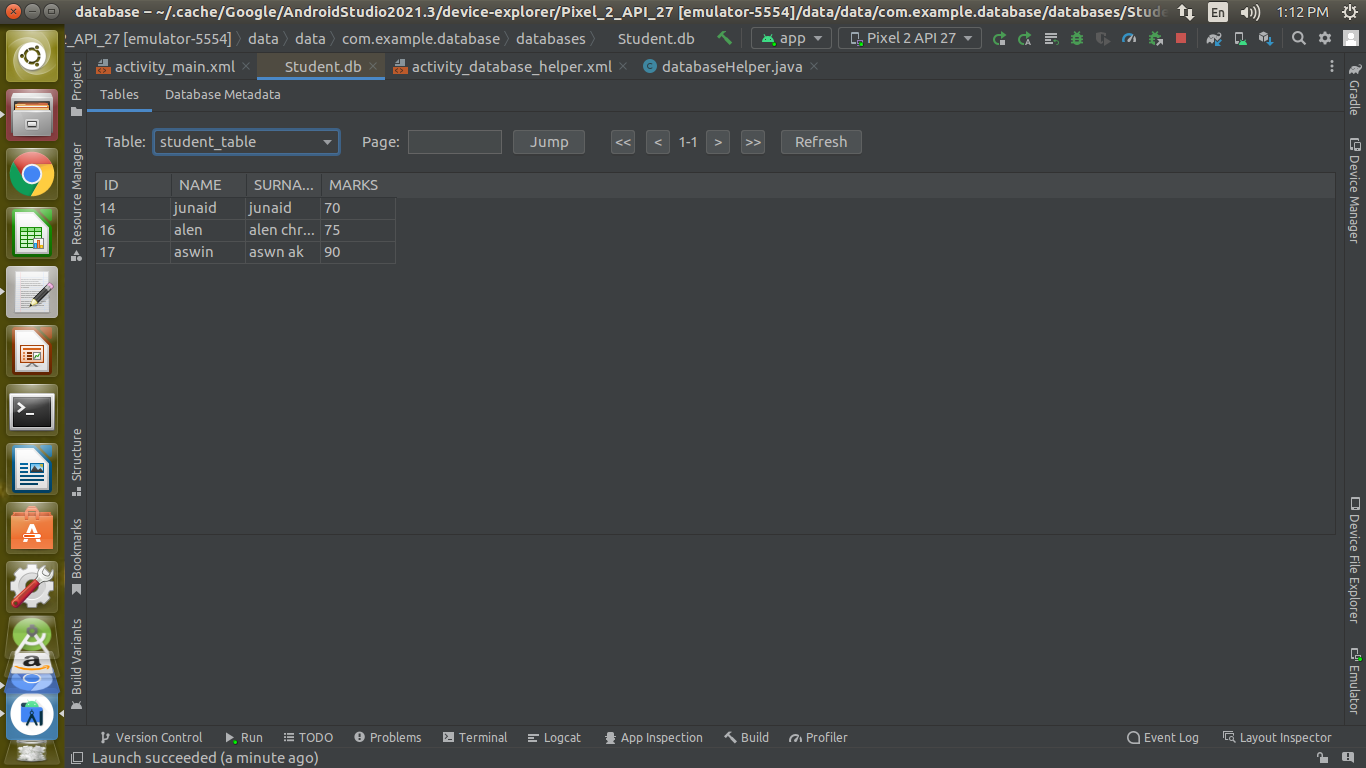 database – ~/.cache/Google/AndroidStudio2021.3/device-explorer/Pixel_2_API_27 [emulator-5554]/data/data/com.example.database/databases/Stude
En
1:12 PM
2_API_27 [emulator-5554] data data com.example.database databases Student.db
app
Pixel 2 API 27
activity_main.xml
Student.db
activity_database_helper.xml
databaseHelper.java
Tables
Database Metadata
Table: student_table
Page:
Jump
<< < 1-1 > >>
Refresh
ID NAME SURNA... MARKS
14 junaid junaid 70
16 alen alen chr... 75
17 aswin aswn ak 90
Project
Resource Manager
Structure
Bookmarks
Build Variants
Gradle
Device Manager
Device File Explorer
Emulator
Version Control
Run
TODO
Problems
Terminal
Logcat
App Inspection
Build
Profiler
Event Log
Layout Inspector
Launch succeeded (a minute ago)